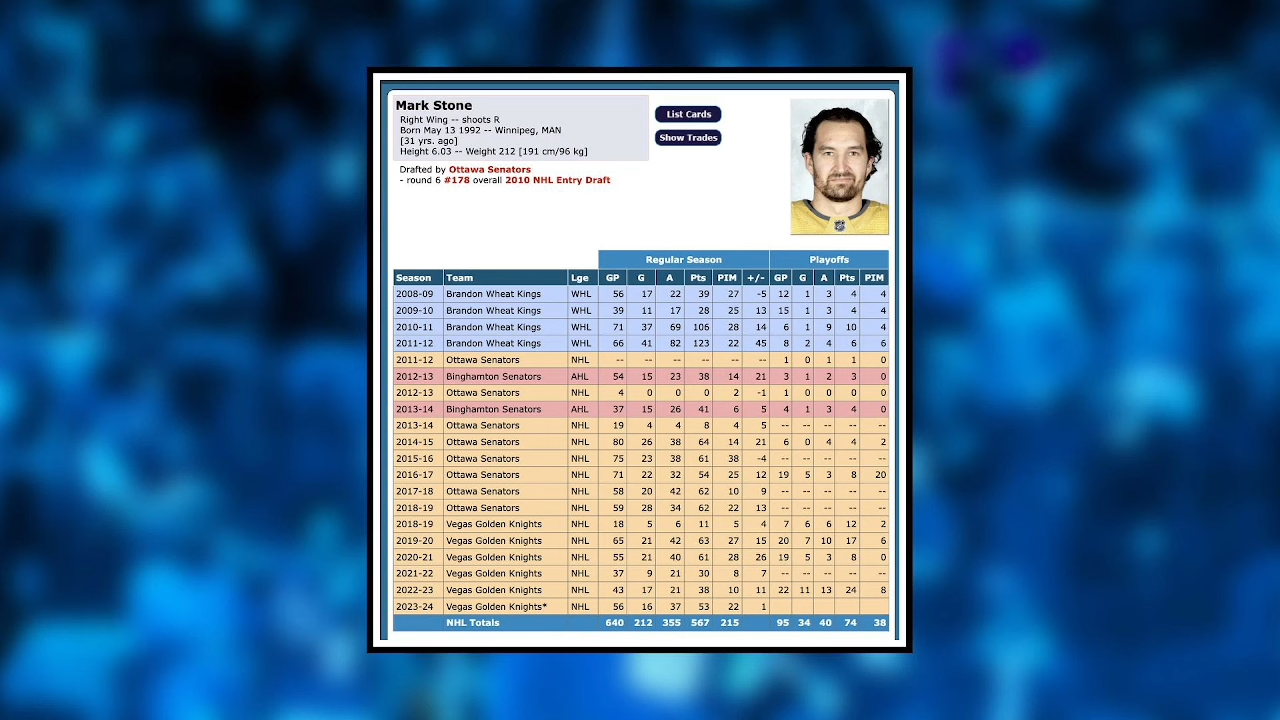 Mark Stone
Right Wing -- shoots R
Born May 13 1992 -- Winnipeg, MAN
[31 yrs. ago]
Height 6.03 -- Weight 212 [191 cm/96 kg]
List Cards
Show Trades
Drafted by Ottawa Senators
- round 6 #178 overall 2010 NHL Entry Draft
Regular Season Playoffs
Season Team Lge GP G A Pts PIM +/- GP G A Pts PIM
2008-09 Brandon Wheat Kings WHL 56 17 22 39 27 -5 12 1 3 4 4
2009-10 Brandon Wheat Kings WHL 39 11 17 28 25 13 15 1 3 4 4
2010-11 Brandon Wheat Kings WHL 71 37 69 106 28 14 6 1 9 10 4
2011-12 Brandon Wheat Kings WHL 66 41 82 123 22 45 8 2 4 6 6
2011-12 Ottawa Senators NHL -- -- -- -- -- -- 1 0 1 1 0
2012-13 Binghamton Senators AHL 54 15 23 38 14 21 3 1 2 3 0
2012-13 Ottawa Senators NHL 4 0 0 0 2 -1 1 0 0 0 0
2013-14 Binghamton Senators AHL 37 15 26 41 6 5 4 1 3 4 0
2013-14 Ottawa Senators NHL 19 4 4 8 4 5 -- -- -- -- --
2014-15 Ottawa Senators NHL 80 26 38 64 14 21 6 0 4 4 2
2015-16 Ottawa Senators NHL 75 23 38 61 38 -4 -- -- -- -- --
2016-17 Ottawa Senators NHL 71 22 32 54 25 12 19 5 3 8 20
2017-18 Ottawa Senators NHL 58 20 42 62 10 9 -- -- -- -- --
2018-19 Ottawa Senators NHL 59 28 34 62 22 13 -- -- -- -- --
2018-19 Vegas Golden Knights NHL 18 5 6 11 5 4 7 6 6 12 2
2019-20 Vegas Golden Knights NHL 65 21 42 63 27 15 20 7 10 17 6
2020-21 Vegas Golden Knights NHL 55 21 40 61 28 26 19 5 3 8 0
2021-22 Vegas Golden Knights NHL 37 9 21 30 8 7 -- -- -- -- --
2022-23 Vegas Golden Knights NHL 43 17 21 38 10 11 22 11 13 24 8
2023-24 Vegas Golden Knights* NHL 56 16 37 53 22 1
NHL Totals 640 212 355 567 215 95 34 40 74 38